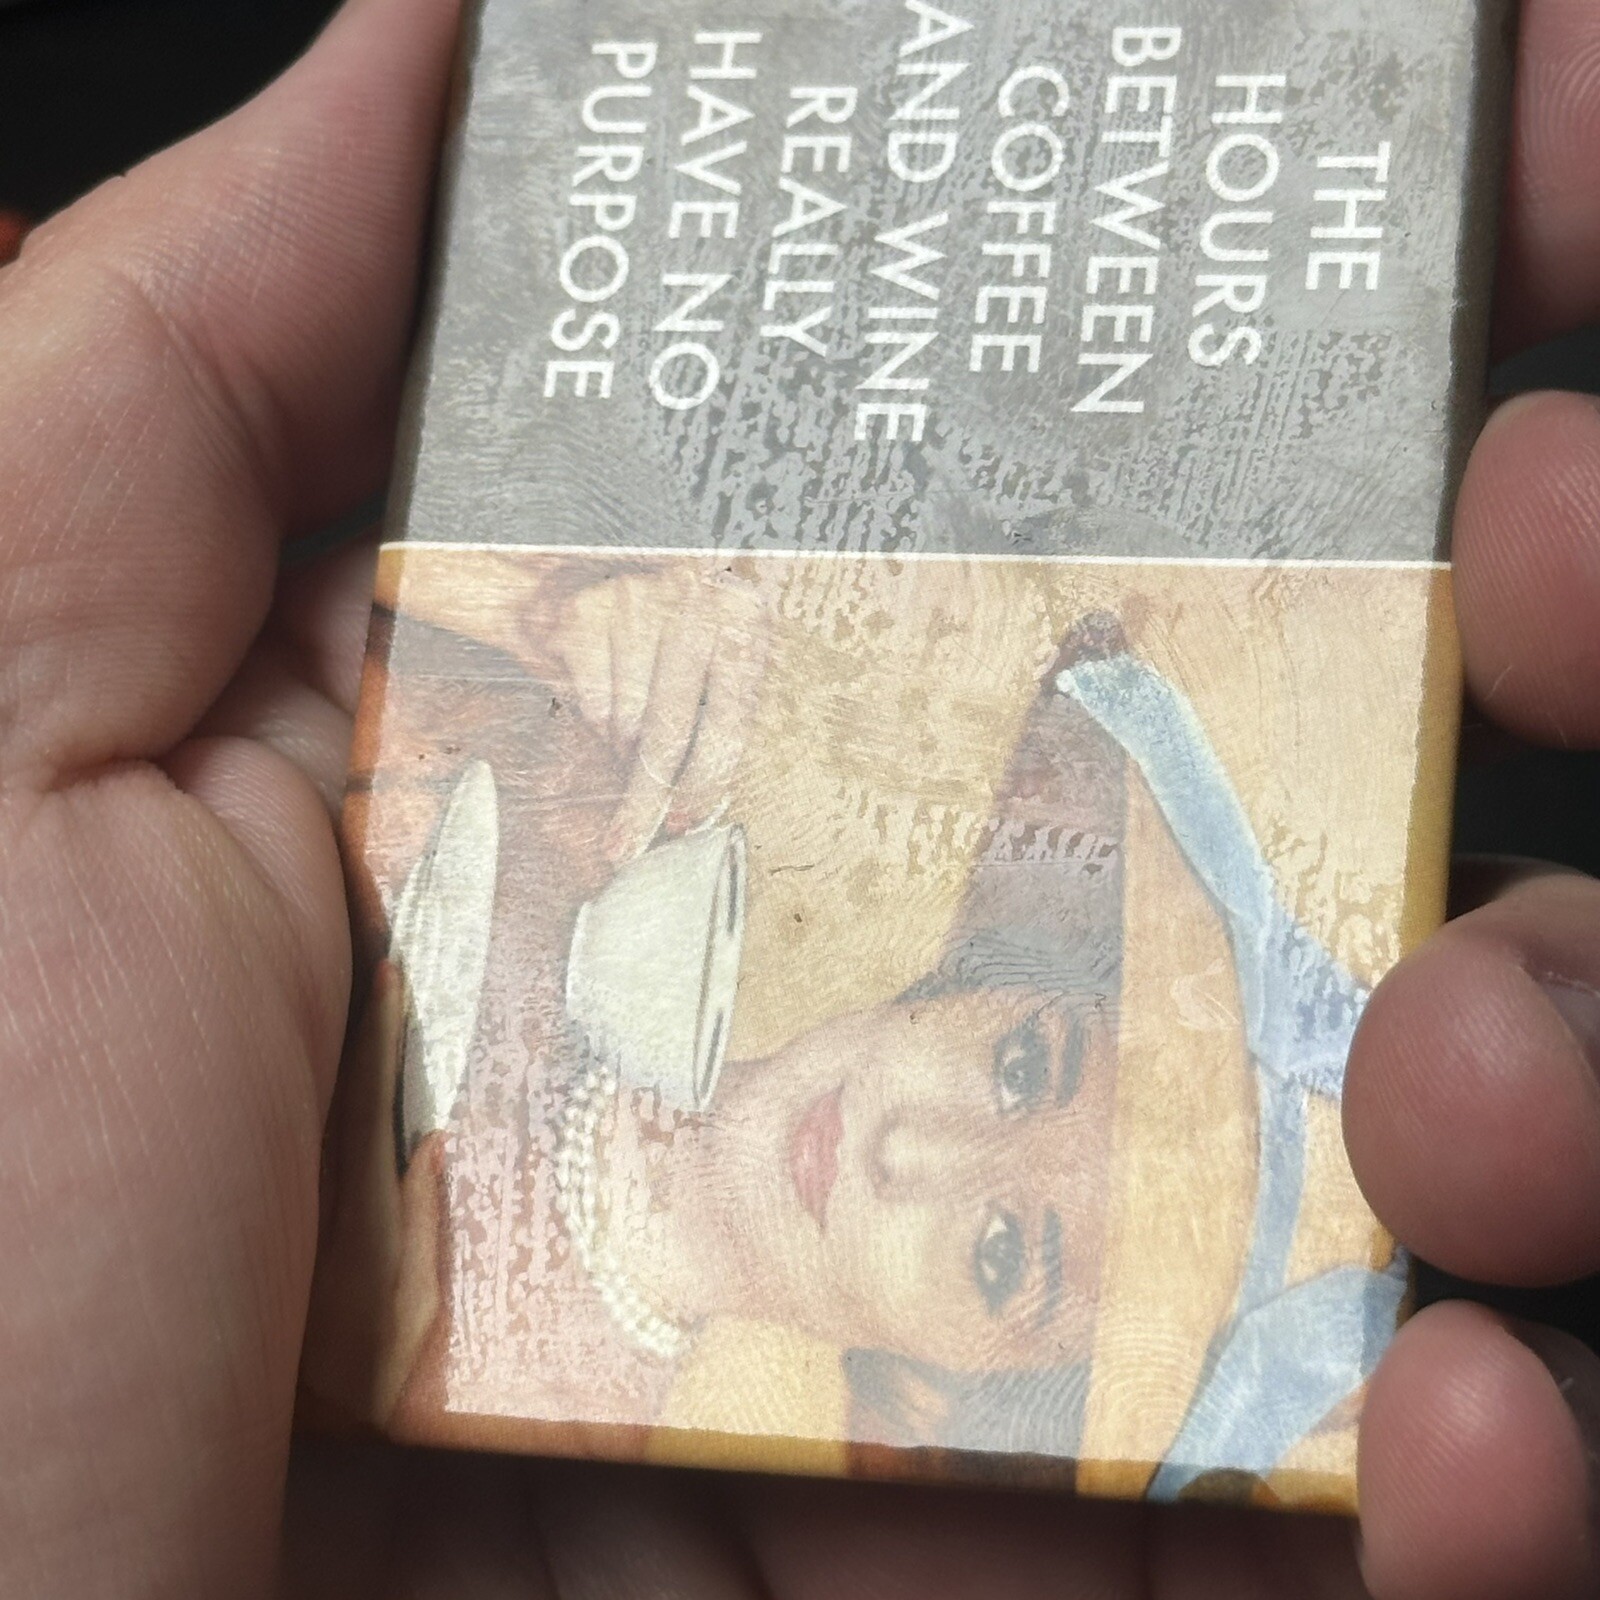 THE
HOURS
BETWEEN
COFFEE
AND WINE
REALLY
HAVE NO
PURPOSE